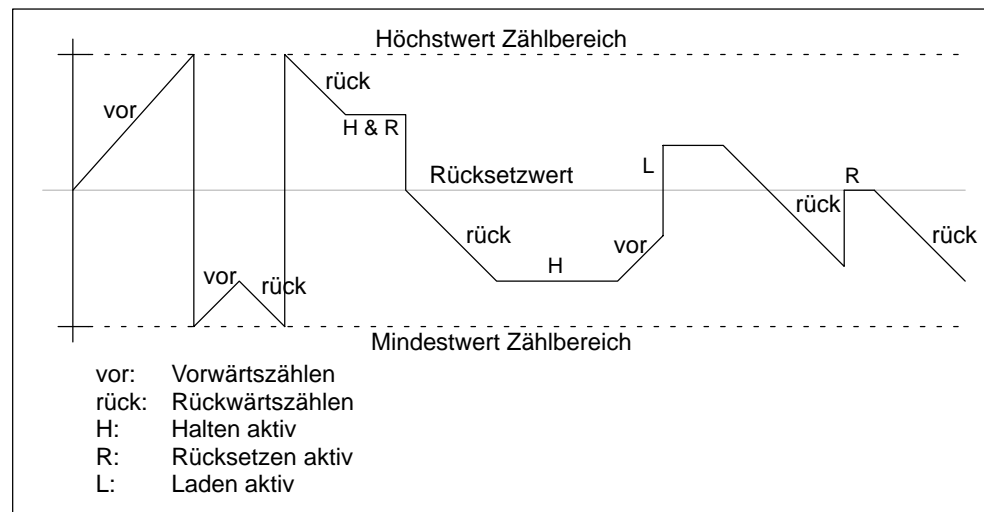 Höchstwert Zählbereich
rück
vor
H & R
Rücksetzwert
L
R
rück
rück
rück
vor
H
vor
rück
Mindestwert Zählbereich
vor: Vorwärtszählen
rück: Rückwärtszählen
H: Halten aktiv
R: Rücksetzen aktiv
L: Laden aktiv